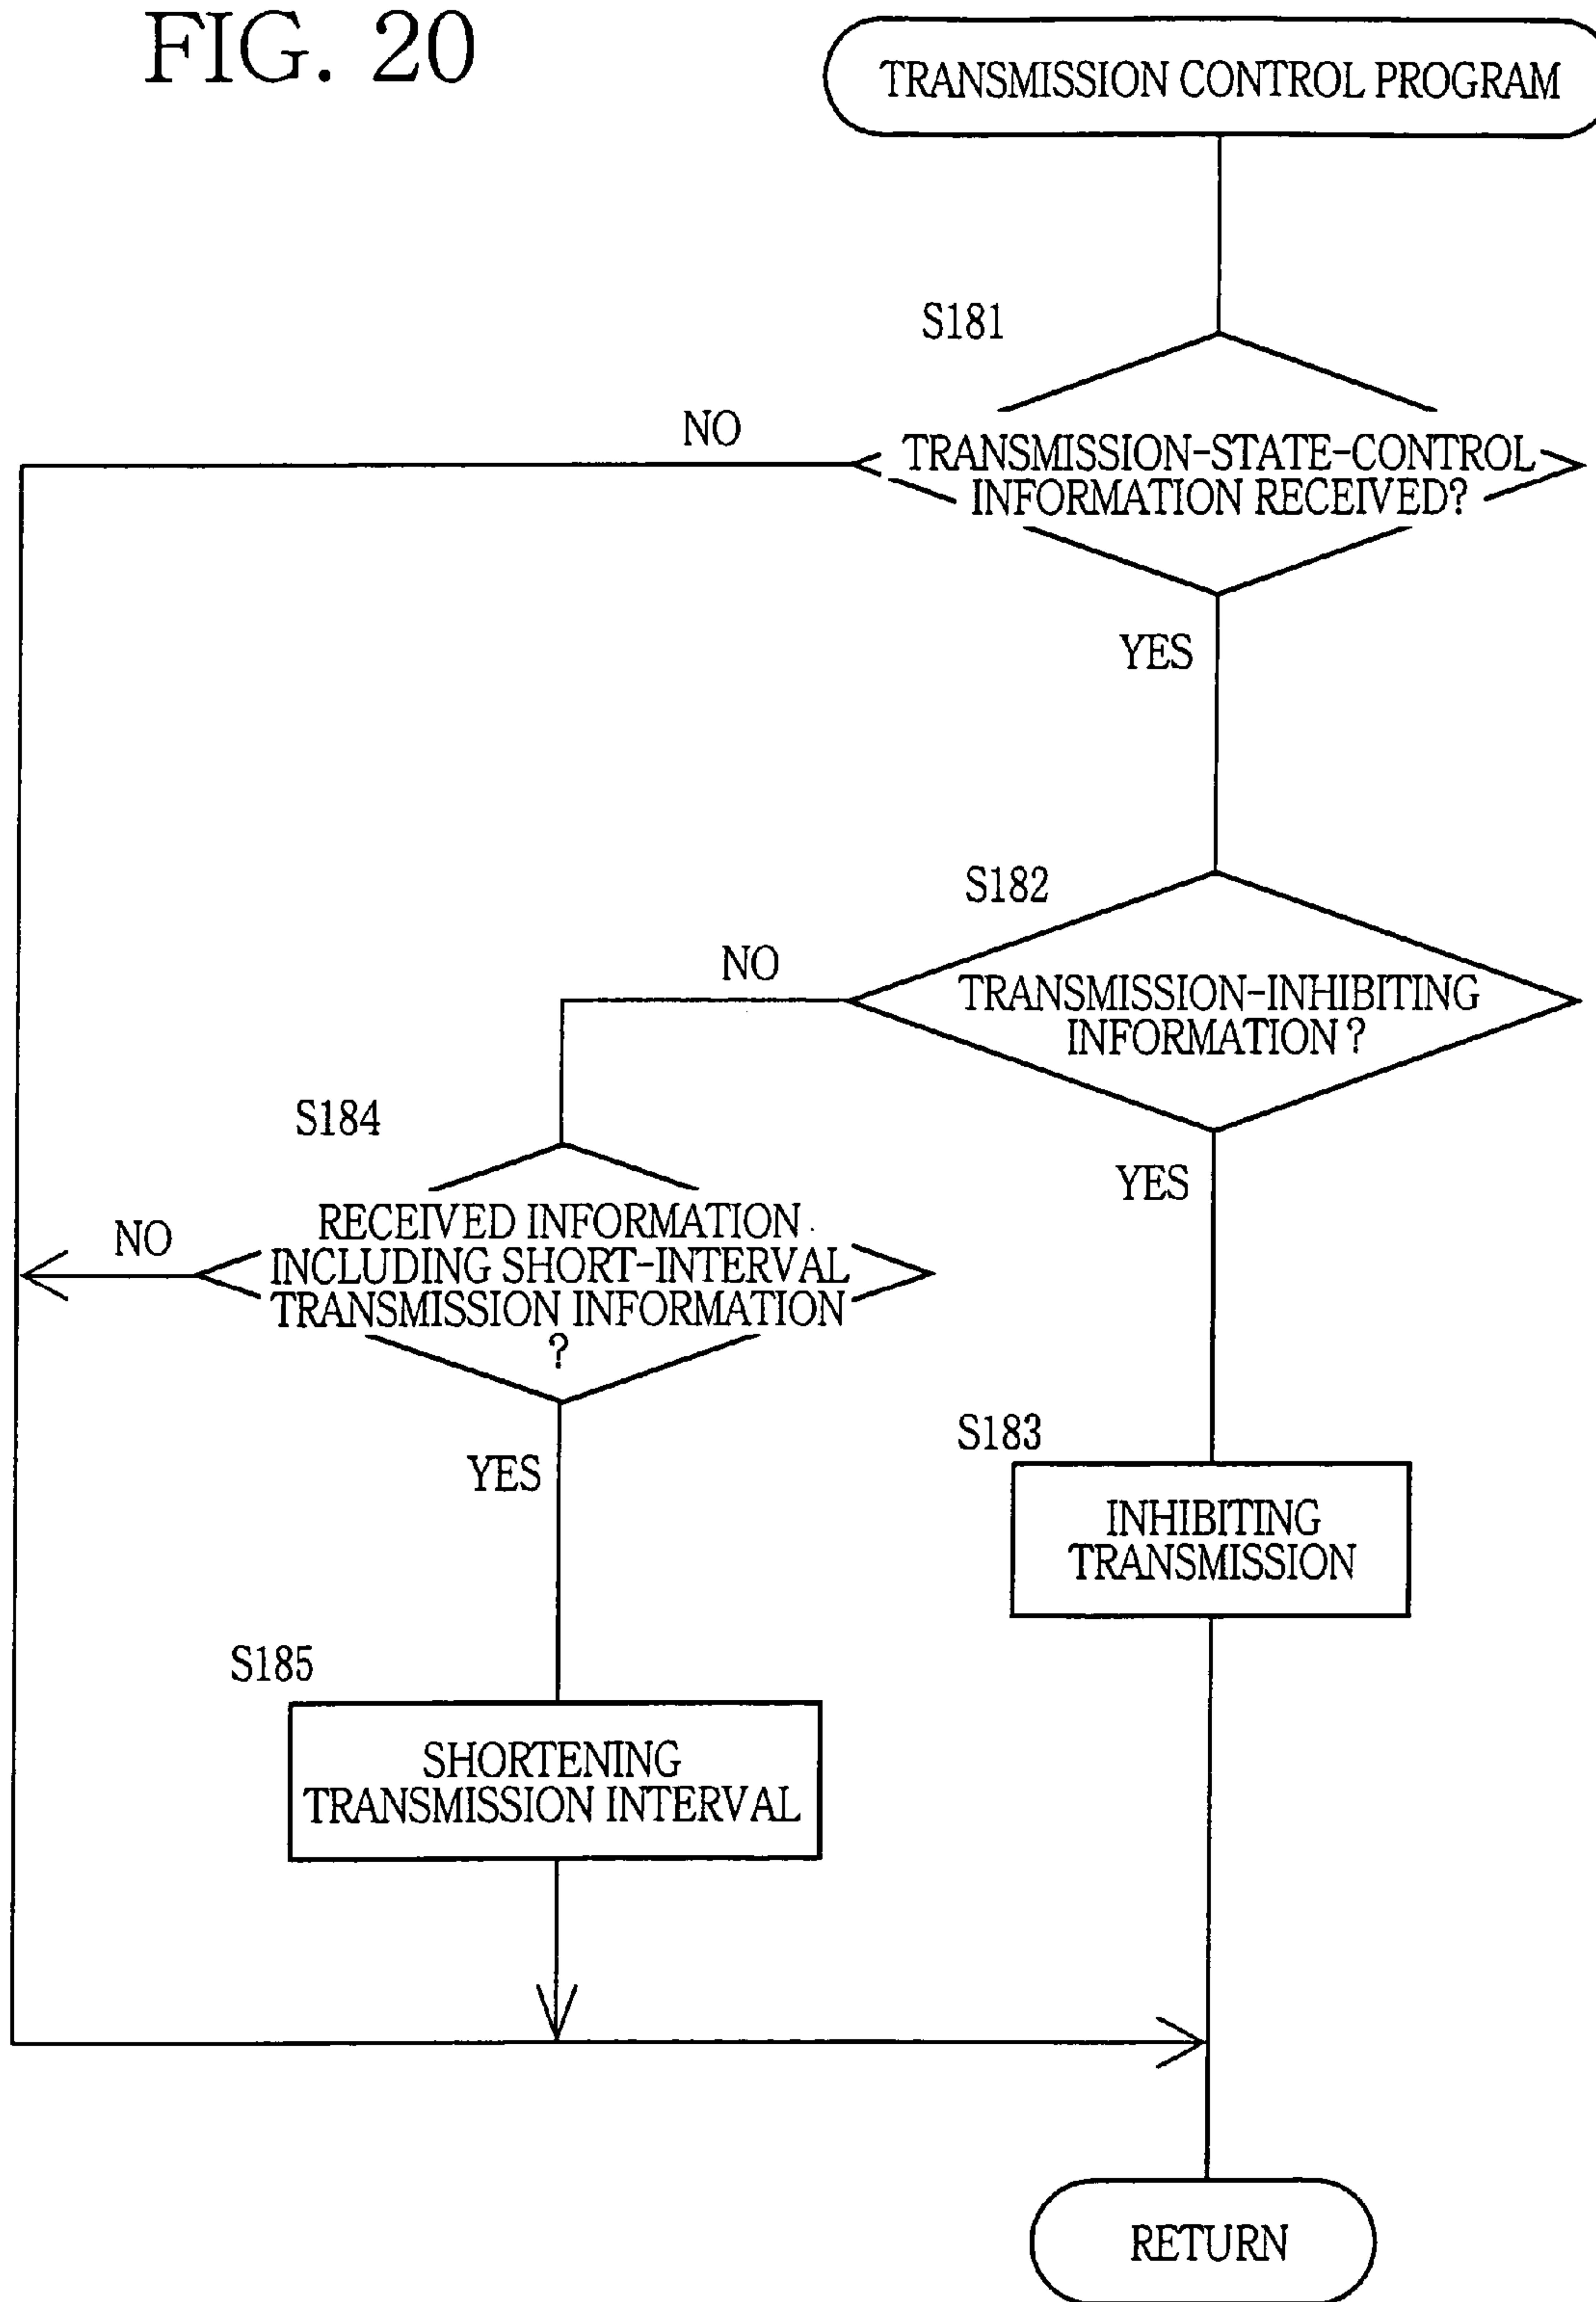 FIG. 20
TRANSMISSION CONTROL PROGRAM
S181
NO
TRANSMISSION-STATE-CONTROL
INFORMATION RECEIVED?
YES
S182
NO
TRANSMISSION-INHIBITING
INFORMATION?
S184
YES
NO
RECEIVED INFORMATION
INCLUDING SHORT-INTERVAL
TRANSMISSION INFORMATION
?
S183
YES
INHIBITING
TRANSMISSION
S185
SHORTENING
TRANSMISSION INTERVAL
RETURN